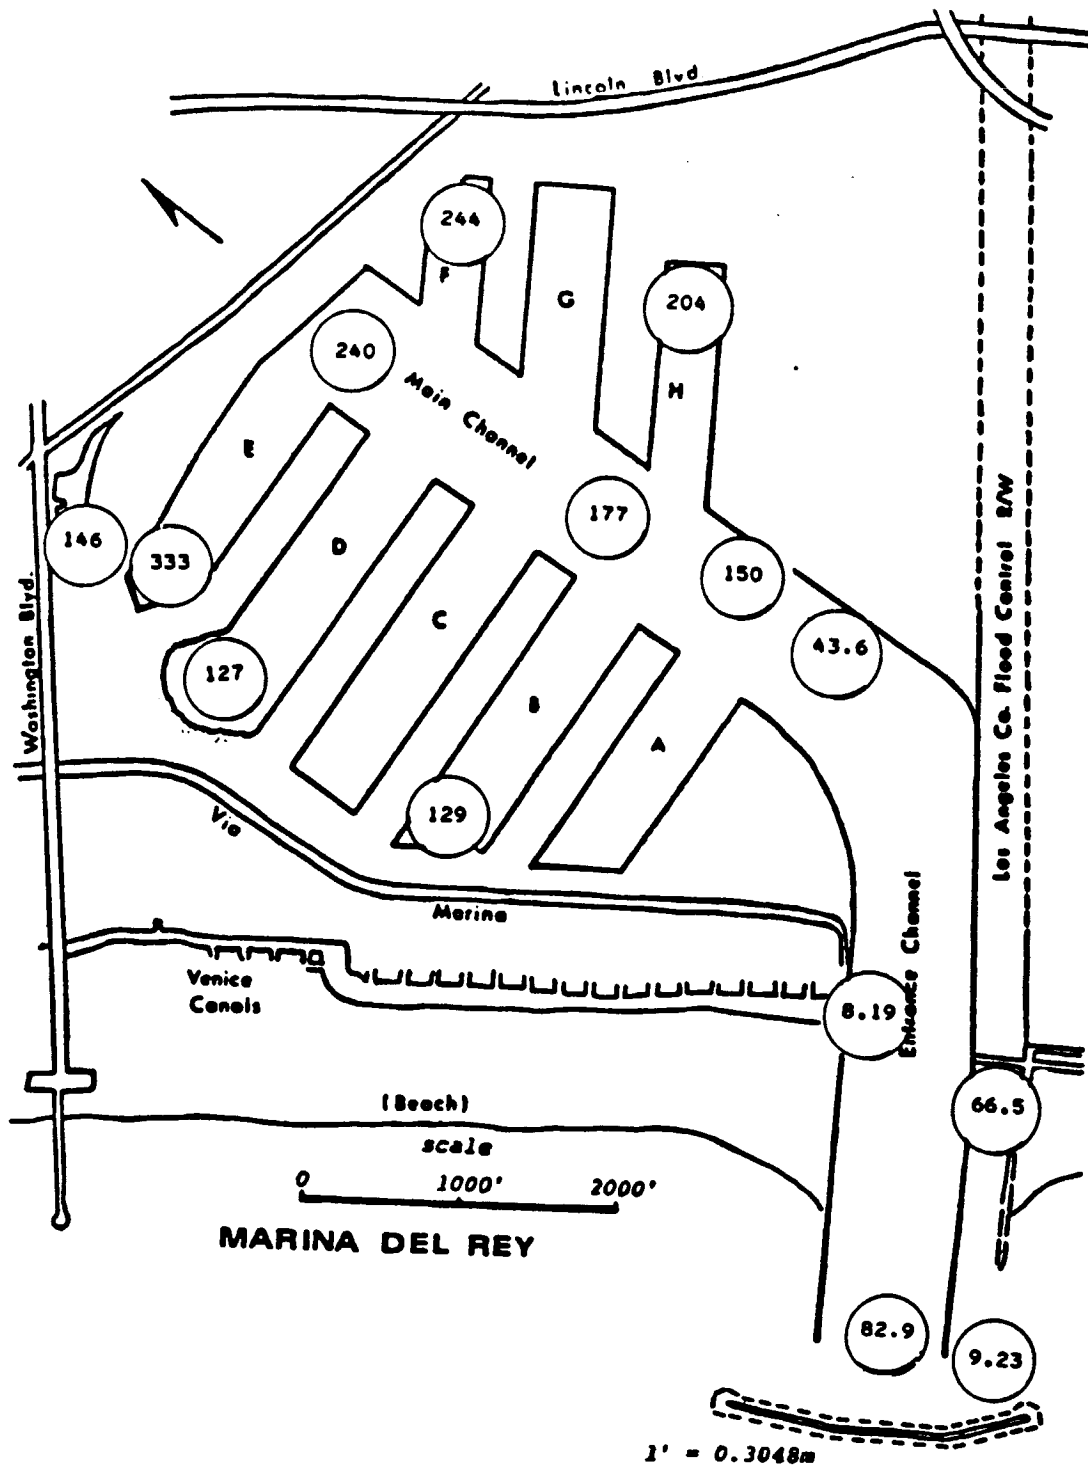 Lincoln Blvd
244
F
G
204
240
Main Channel
H
E
177
146
333
D
150
C
43.6
Los Angeles Co. Flood Control R/W
Washington Blvd.
127
B
A
129
Via
Marina
Entrance Channel
Venice
Canals
8.19
(Beach)
66.5
scale
0 1000' 2000'
MARINA DEL REY
82.9
9.23
1' = 0.3048m